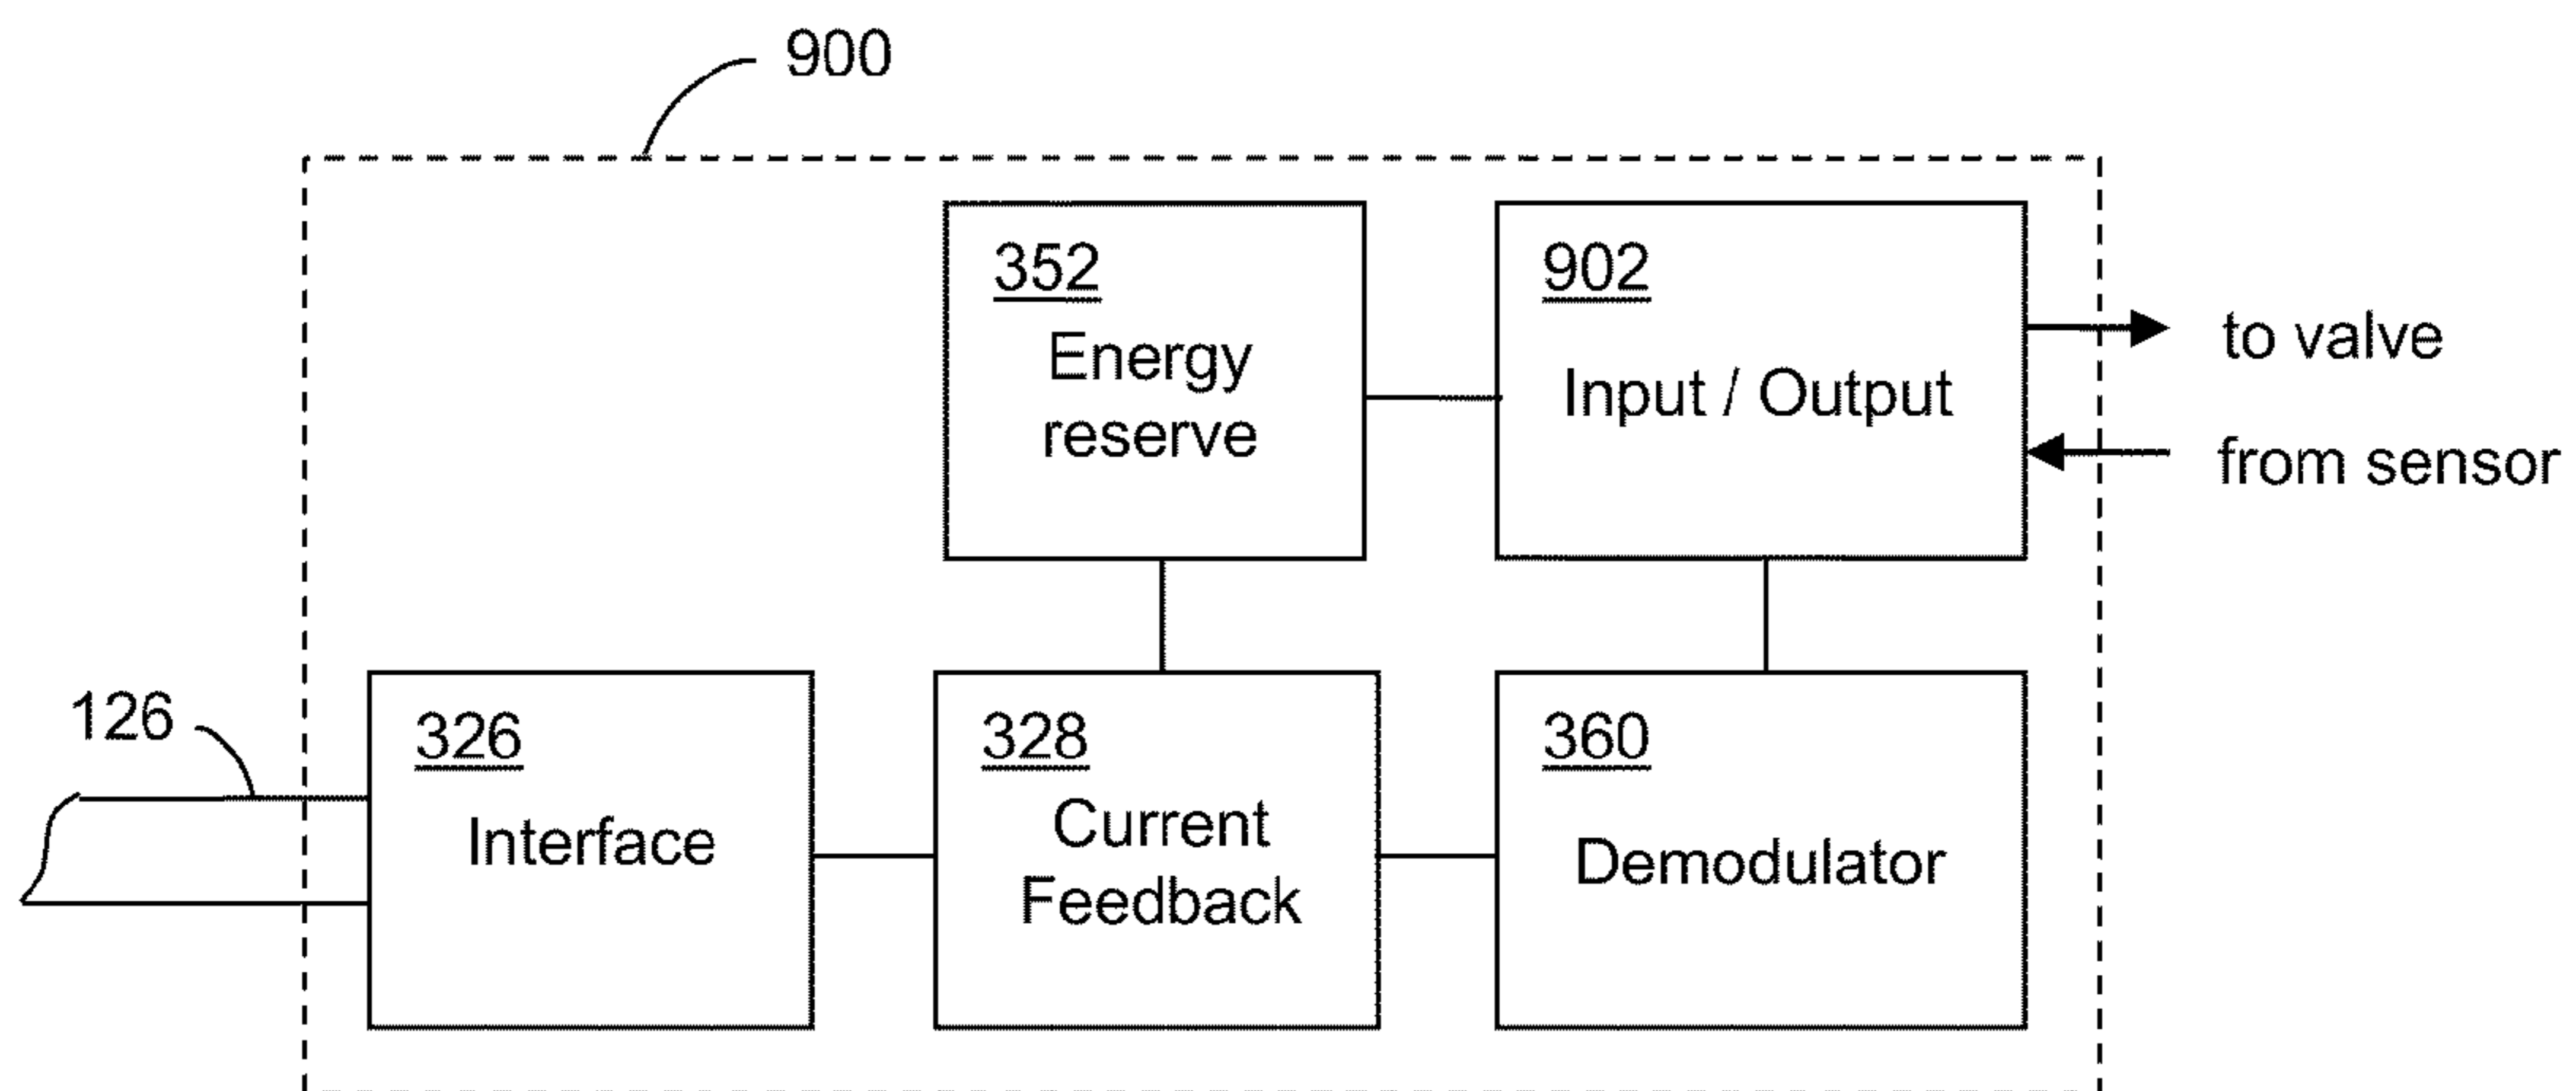 900
352
Energy
reserve
902
Input / Output
to valve
from sensor
126
326
Interface
328
Current
Feedback
360
Demodulator